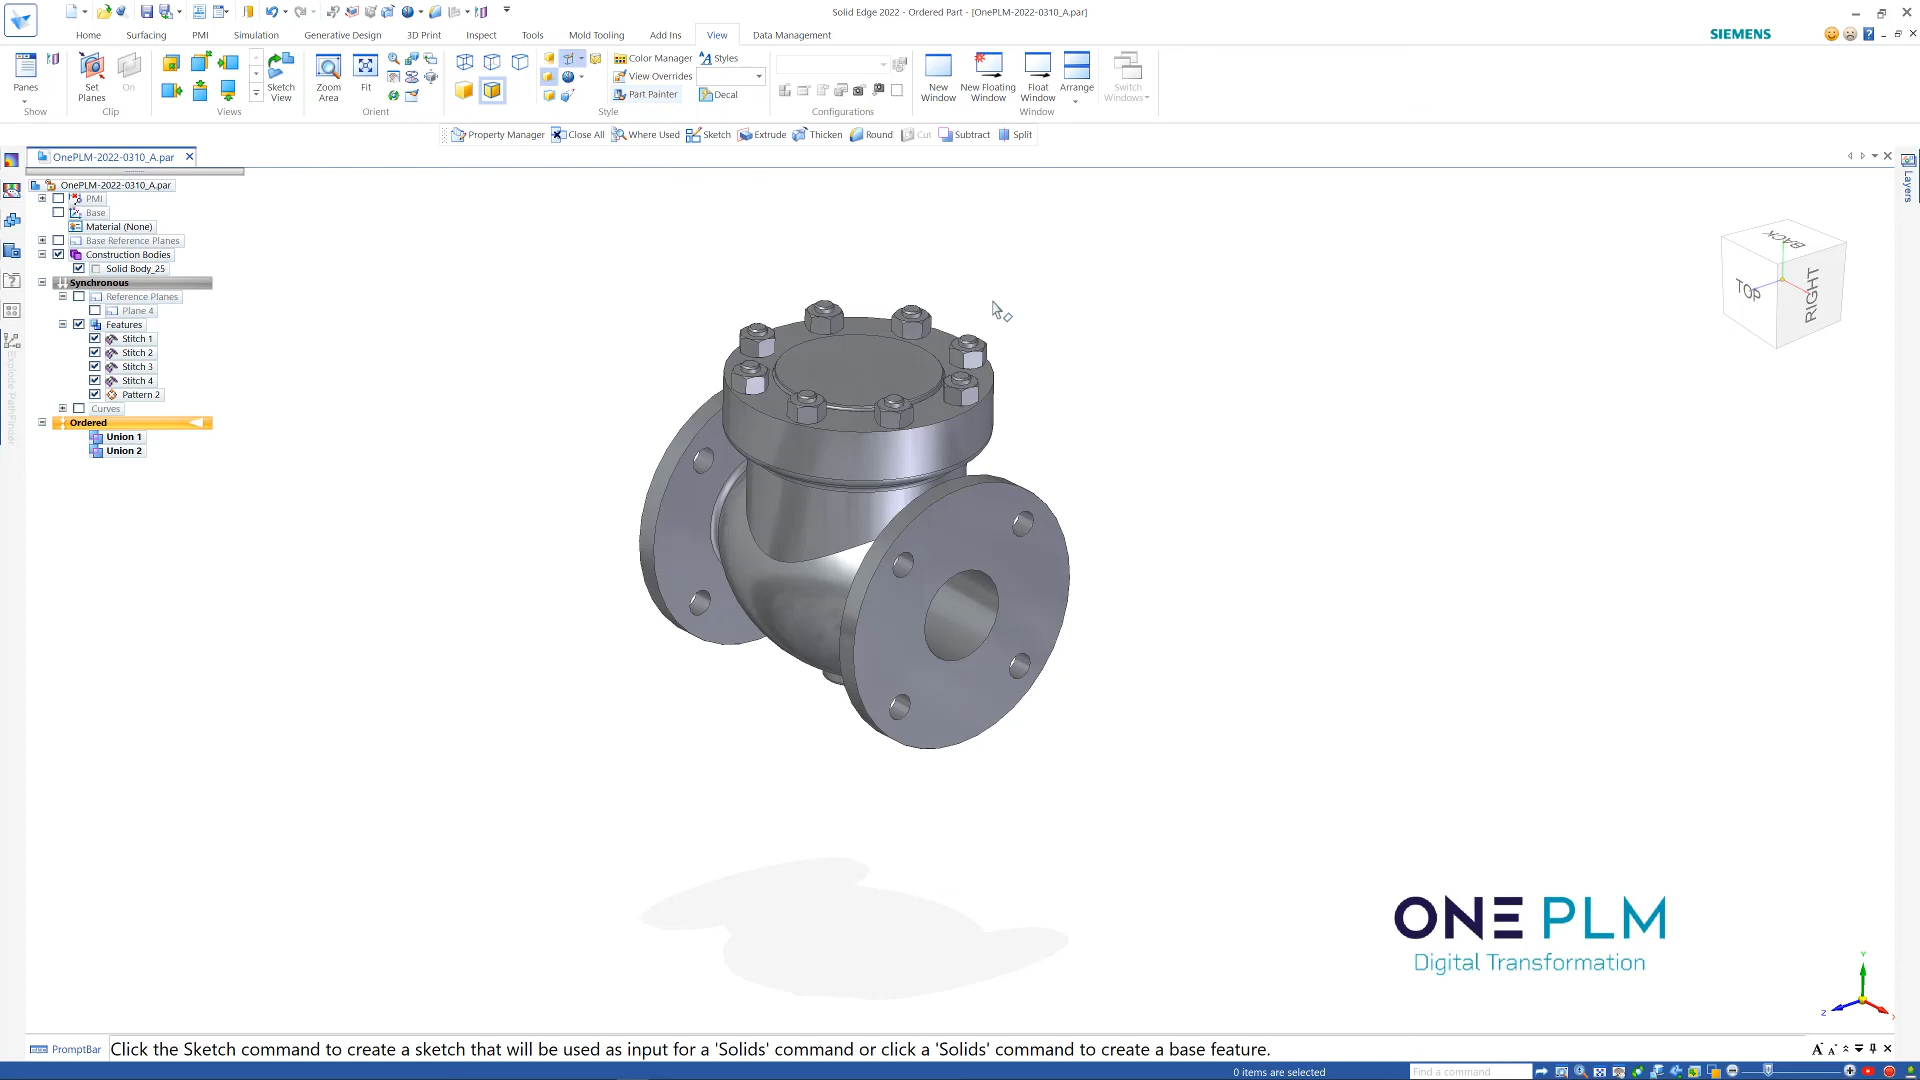 Solid Edge 2022 - Ordered Part - [OnePLM-2022-0310_A.par]
Home Surfacing PMI Simulation Generative Design 3D Print Inspect Tools Mold Tooling Add Ins View Data Management
SIEMENS
Panes
Show
Set Planes
On
Clip
Views
Sketch View
Zoom Area
Fit
Orient
Color Manager
View Overrides
Part Painter
Styles
Decal
Style
Configurations
New Window
New Floating Window
Float Window
Arrange
Switch Windows
Window
Property Manager Close All Where Used Sketch Extrude Thicken Round Cut Subtract Split
OnePLM-2022-0310_A.par
Layers
OnePLM-2022-0310_A.par
PMI
Base
Material (None)
Base Reference Planes
Construction Bodies
Solid Body_25
Synchronous
Reference Planes
Plane 4
Features
Stitch 1
Stitch 2
Stitch 3
Stitch 4
Pattern 2
Curves
Ordered
Union 1
Union 2
Explode PathFinder
BACK
TOP
RIGHT
ONE PLM
Digital Transformation
Y
Z
X
PromptBar
Click the Sketch command to create a sketch that will be used as input for a 'Solids' command or click a 'Solids' command to create a base feature.
0 items are selected
Find a command